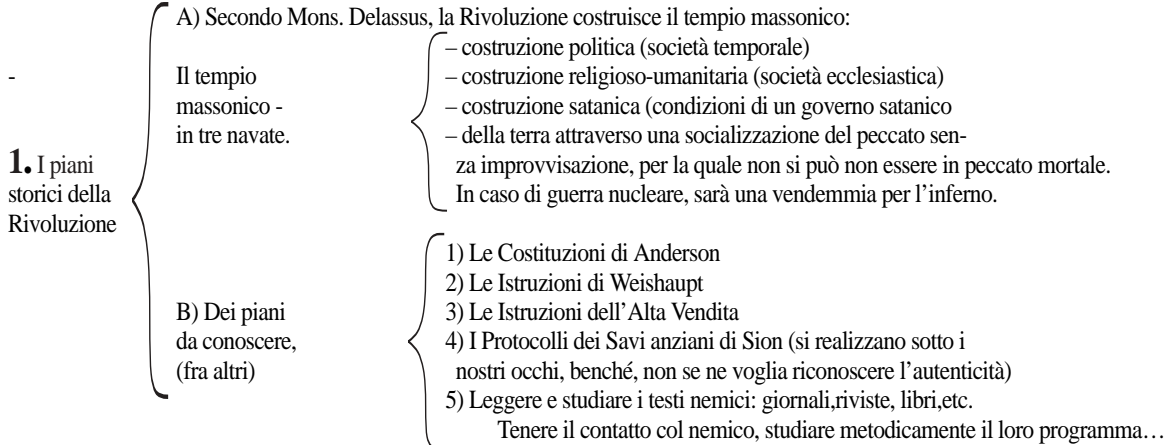 A) Secondo Mons. Delassus, la Rivoluzione costruisce il tempio massonico:
-
1. I piani
storici della
Rivoluzione
Il tempio
massonico -
in tre navate.
– costruzione politica (società temporale)
– costruzione religioso-umanitaria (società ecclesiastica)
– costruzione satanica (condizioni di un governo satanico
– della terra attraverso una socializzazione del peccato sen-
za improvvisazione, per la quale non si può non essere in peccato mortale.
In caso di guerra nucleare, sarà una vendemmia per l’inferno.
B) Dei piani
da conoscere,
(fra altri)
1) Le Costituzioni di Anderson
2) Le Istruzioni di Weishaupt
3) Le Istruzioni dell’Alta Vendita
4) I Protocolli dei Savi anziani di Sion (si realizzano sotto i
nostri occhi, benché, non se ne voglia riconoscere l’autenticità)
5) Leggere e studiare i testi nemici: giornali,riviste, libri,etc.
Tenere il contatto col nemico, studiare metodicamente il loro programma…